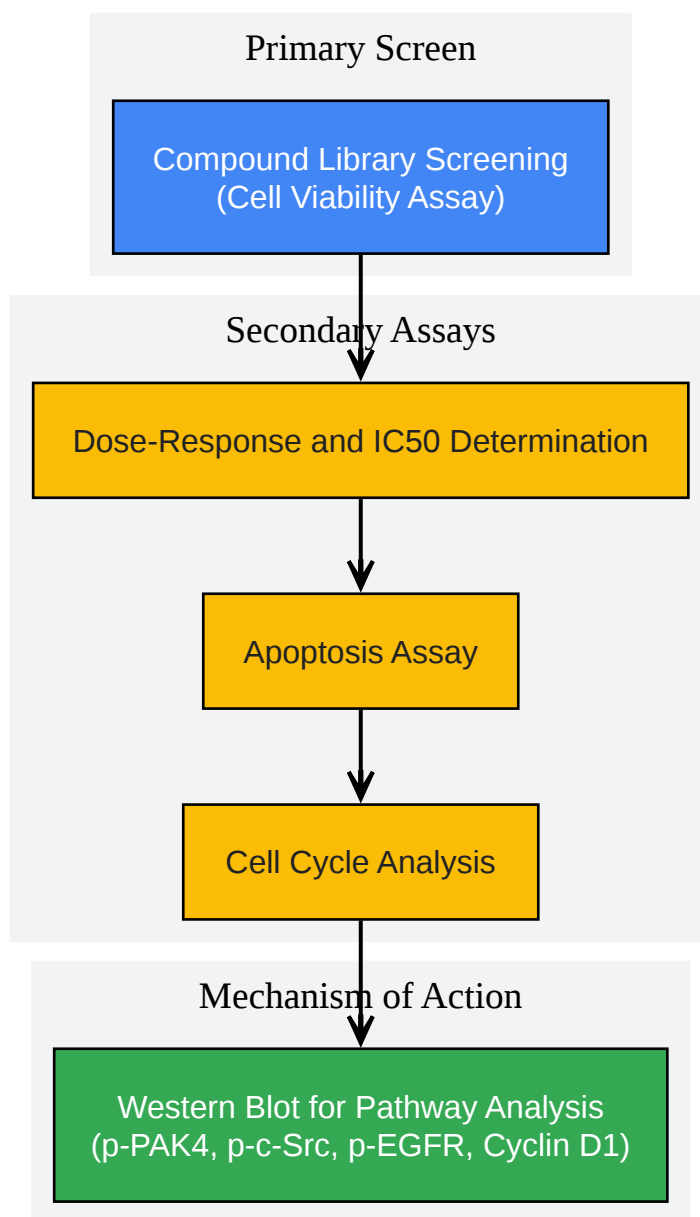 Primary Screen
Compound Library Screening
(Cell Viability Assay)
Secondary Assays
Dose-Response and IC50 Determination
Apoptosis Assay
Cell Cycle Analysis
Mechanism of Action
Western Blot for Pathway Analysis
(p-PAK4, p-c-Src, p-EGFR, Cyclin D1)